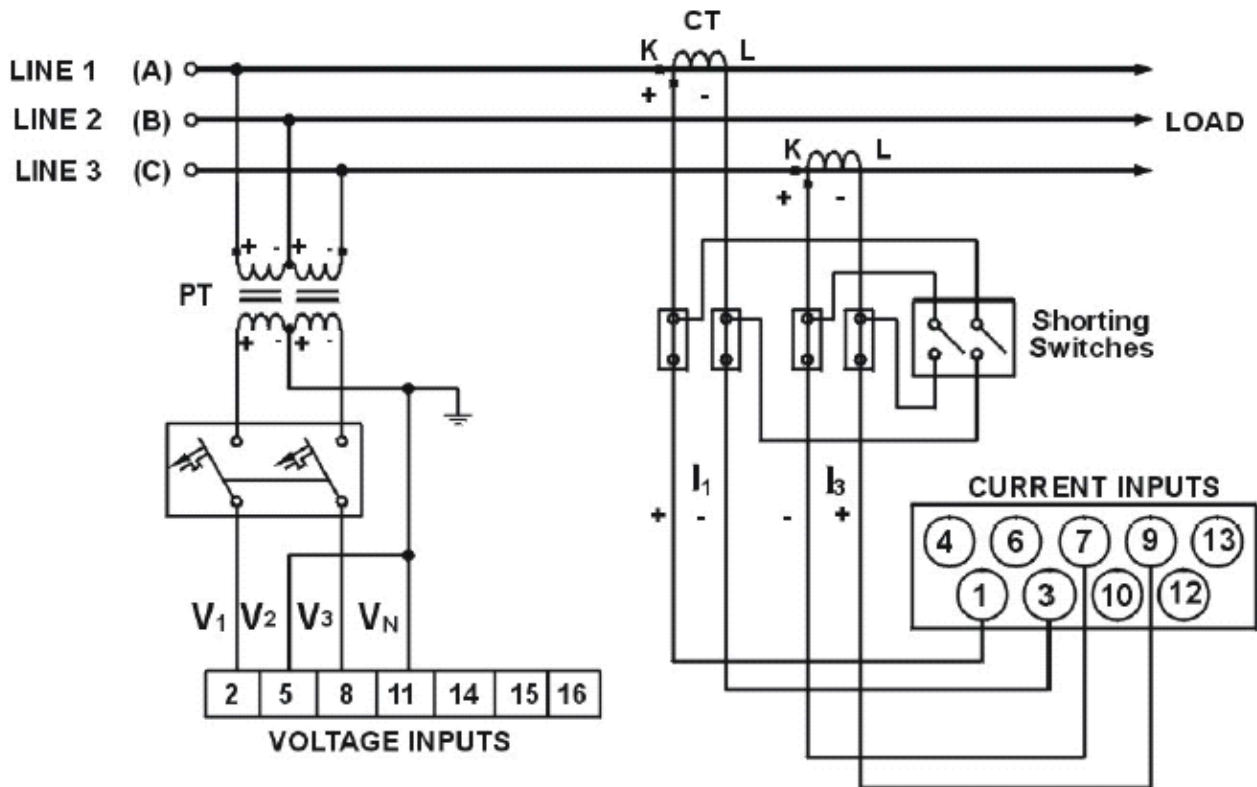 CT
K L
LINE 1 (A)
+ -
LINE 2 (B)
LOAD
K L
LINE 3 (C)
+ -
+ - + -
PT
+ - + -
Shorting
Switches
I₁ I₃
+ - - +
CURRENT INPUTS
4 6 7 9 13
1 3 10 12
V₁ V₂ V₃ V_N
2 5 8 11 14 15 16
VOLTAGE INPUTS